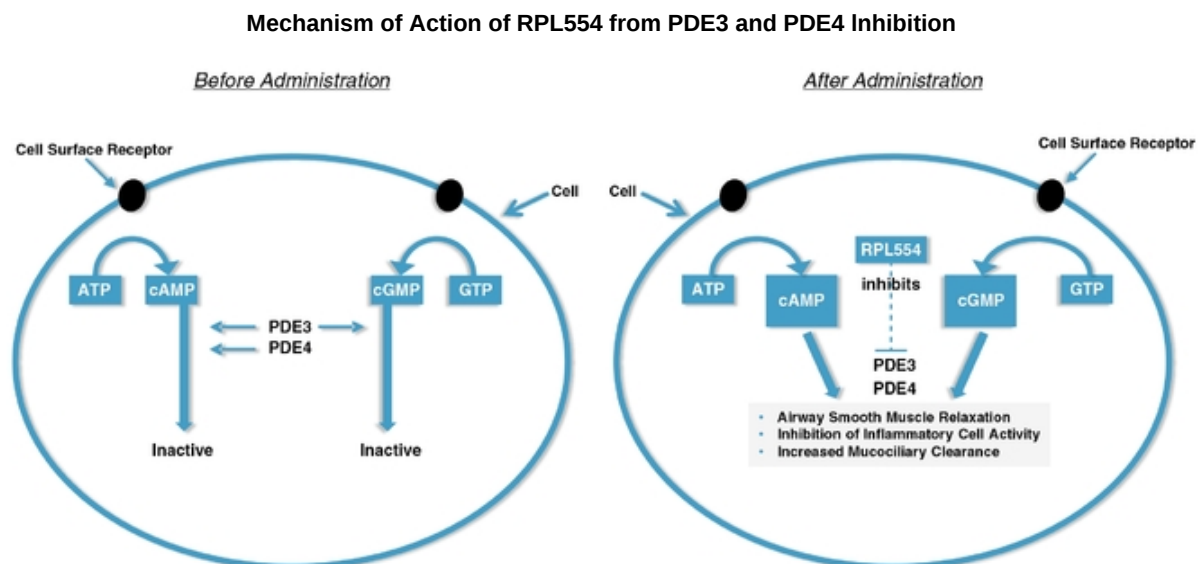 Mechanism of Action of RPL554 from PDE3 and PDE4 Inhibition
Before Administration
Cell Surface Receptor
Cell
ATP
cAMP
cGMP
GTP
PDE3
PDE4
Inactive
Inactive
After Administration
Cell Surface Receptor
Cell
RPL554
ATP
cAMP
inhibits
cGMP
GTP
PDE3
PDE4
• Airway Smooth Muscle Relaxation
• Inhibition of Inflammatory Cell Activity
• Increased Mucociliary Clearance